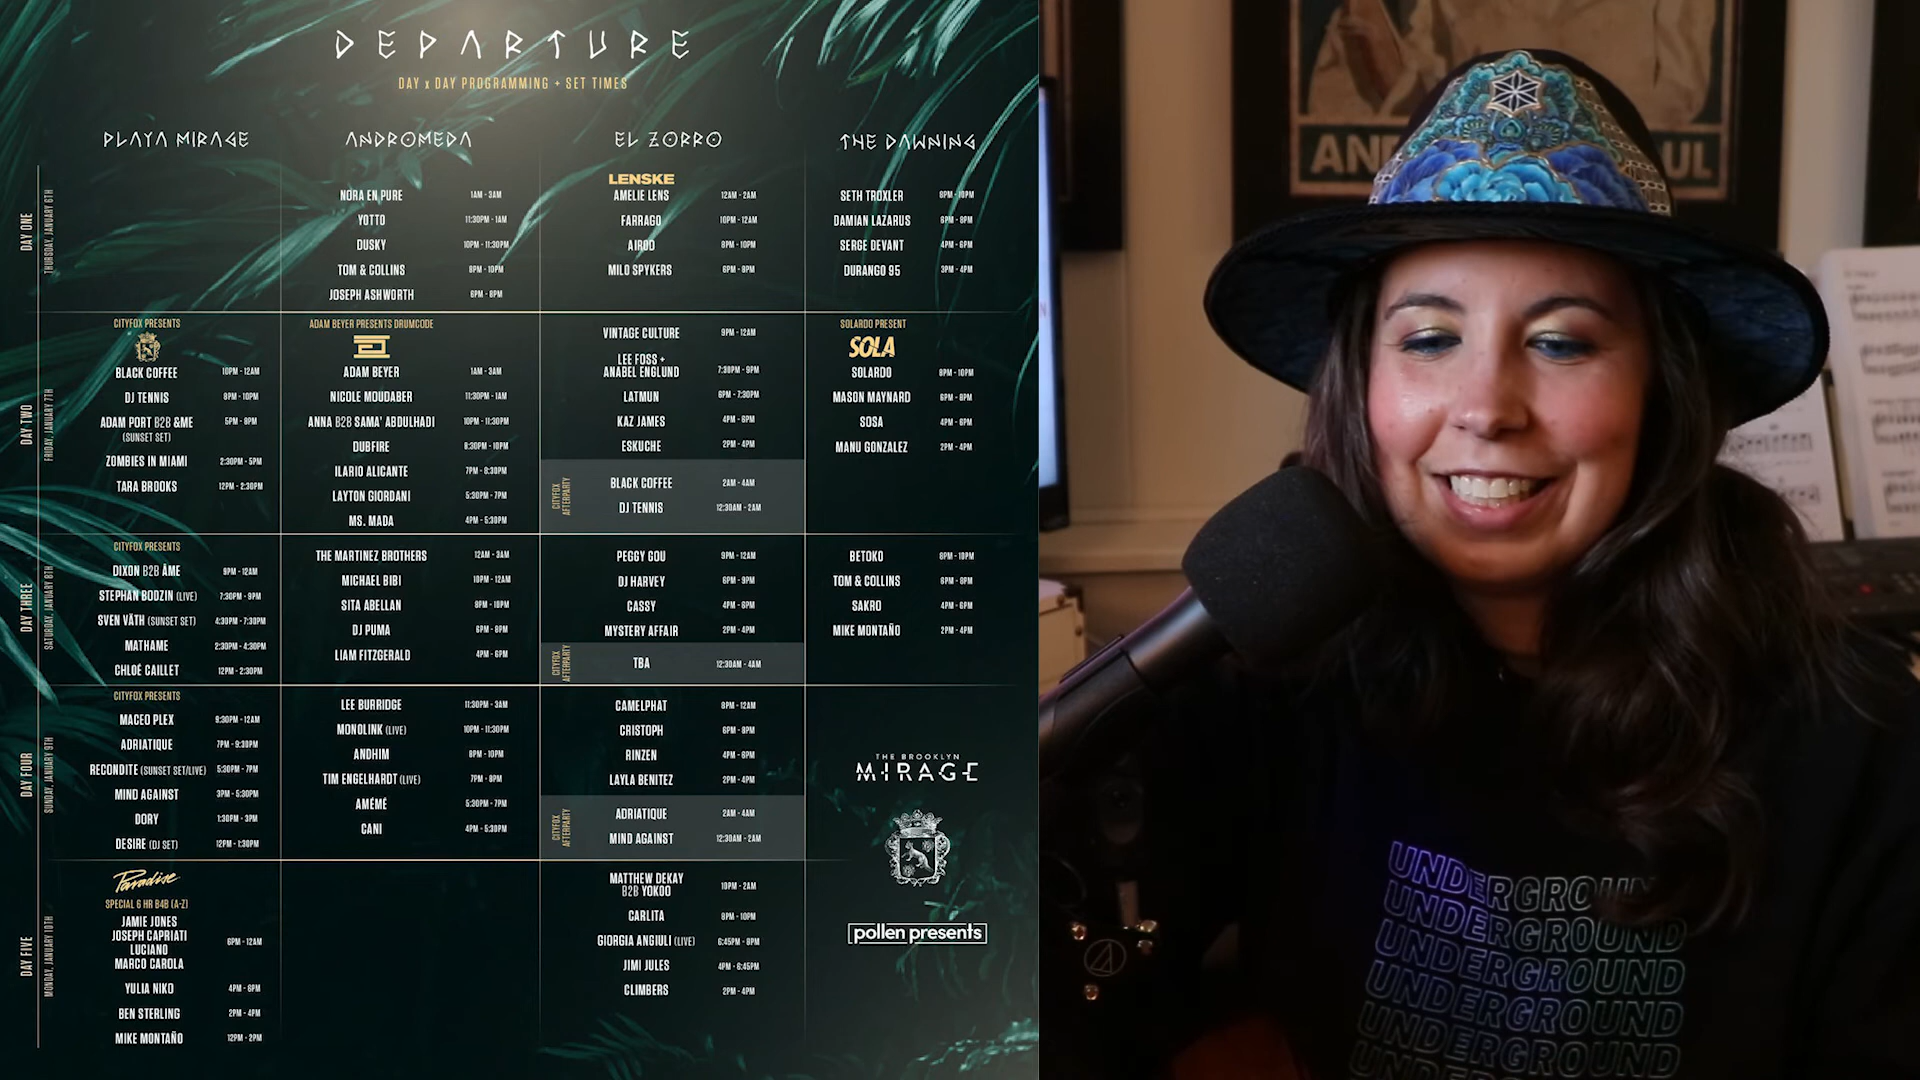 DEPARTURE
DAY x DAY PROGRAMMING + SET TIMES
PLAYA MIRAGE
ANDROMEDA
EL ZORRO
THE DAWNING
DAY ONE
THURSDAY, JANUARY 6TH
NORA EN PURE 1AM - 3AM
YOTTO 11:30PM - 1AM
DUSKY 10PM - 11:30PM
TOM & COLLINS 8PM - 10PM
JOSEPH ASHWORTH 6PM - 8PM
LENSKE
AMELIE LENS 12AM - 2AM
FARRAGO 10PM - 12AM
AIROD 8PM - 10PM
MILO SPYKERS 6PM - 8PM
SETH TROXLER 8PM - 10PM
DAMIAN LAZARUS 6PM - 8PM
SERGE DEVANT 4PM - 6PM
DURANGO 95 3PM - 4PM
DAY TWO
FRIDAY, JANUARY 7TH
CITYFOX PRESENTS
BLACK COFFEE 10PM - 12AM
DJ TENNIS 8PM - 10PM
ADAM PORT B2B &ME 5PM - 8PM
(SUNSET SET)
ZOMBIES IN MIAMI 2:30PM - 5PM
TARA BROOKS 12PM - 2:30PM
ADAM BEYER PRESENTS DRUMCODE
ADAM BEYER 1AM - 3AM
NICOLE MOUDABER 11:30PM - 1AM
ANNA B2B SAMA' ABDULHADI 10PM - 11:30PM
DUBFIRE 8:30PM - 10PM
ILARIO ALICANTE 7PM - 8:30PM
LAYTON GIORDANI 5:30PM - 7PM
MS. MADA 4PM - 5:30PM
VINTAGE CULTURE 9PM - 12AM
LEE FOSS +
ANABEL ENGLUND 7:30PM - 9PM
LATMUN 6PM - 7:30PM
KAZ JAMES 4PM - 6PM
ESKUCHE 2PM - 4PM
CITYFOX
AFTERPARTY
BLACK COFFEE 2AM - 4AM
DJ TENNIS 12:30AM - 2AM
SOLARDO PRESENT
SOLA
SOLARDO 8PM - 10PM
MASON MAYNARD 6PM - 8PM
SOSA 4PM - 6PM
MANU GONZALEZ 2PM - 4PM
DAY THREE
SATURDAY, JANUARY 8TH
CITYFOX PRESENTS
DIXON B2B ÂME 9PM - 12AM
STEPHAN BODZIN (LIVE) 7:30PM - 9PM
SVEN VÄTH (SUNSET SET) 4:30PM - 7:30PM
MATHAME 2:30PM - 4:30PM
CHLOÉ CAILLET 12PM - 2:30PM
THE MARTINEZ BROTHERS 12AM - 3AM
MICHAEL BIBI 10PM - 12AM
SITA ABELLAN 8PM - 10PM
DJ PUMA 6PM - 8PM
LIAM FITZGERALD 4PM - 6PM
PEGGY GOU 9PM - 12AM
DJ HARVEY 6PM - 9PM
CASSY 4PM - 6PM
MYSTERY AFFAIR 2PM - 4PM
CITYFOX
AFTERPARTY
TBA 12:30AM - 4AM
BETOKO 8PM - 10PM
TOM & COLLINS 6PM - 8PM
SAKRO 4PM - 6PM
MIKE MONTAÑO 2PM - 4PM
DAY FOUR
SUNDAY, JANUARY 9TH
CITYFOX PRESENTS
MACEO PLEX 9:30PM - 12AM
ADRIATIQUE 7PM - 9:30PM
RECONDITE (SUNSET SET/LIVE) 5:30PM - 7PM
MIND AGAINST 3PM - 5:30PM
DORY 1:30PM - 3PM
DESIRE (DJ SET) 12PM - 1:30PM
LEE BURRIDGE 11:30PM - 3AM
MONOLINK (LIVE) 10PM - 11:30PM
ANDHIM 8PM - 10PM
TIM ENGELHARDT (LIVE) 7PM - 8PM
AMÉMÉ 5:30PM - 7PM
CANI 4PM - 5:30PM
CAMELPHAT 8PM - 12AM
CRISTOPH 6PM - 8PM
RINZEN 4PM - 6PM
LAYLA BENITEZ 2PM - 4PM
CITYFOX
AFTERPARTY
ADRIATIQUE 2AM - 4AM
MIND AGAINST 12:30AM - 2AM
THE BROOKLYN
MIRAGE
pollen presents
DAY FIVE
MONDAY, JANUARY 10TH
Paradise
SPECIAL 6 HR B4B (A-Z)
JAMIE JONES
JOSEPH CAPRIATI
LUCIANO
MARCO CAROLA
6PM - 12AM
YULIA NIKO 4PM - 6PM
BEN STERLING 2PM - 4PM
MIKE MONTAÑO 12PM - 2PM
MATTHEW DEKAY
B2B YOKOO 10PM - 2AM
CARLITA 8PM - 10PM
GIORGIA ANGIULI (LIVE) 6:45PM - 8PM
JIMI JULES 4PM - 6:45PM
CLIMBERS 2PM - 4PM
UNDERGROUND
UNDERGROUND
UNDERGROUND
UNDERGROUND
UNDERGROUND
UNDERGROUND